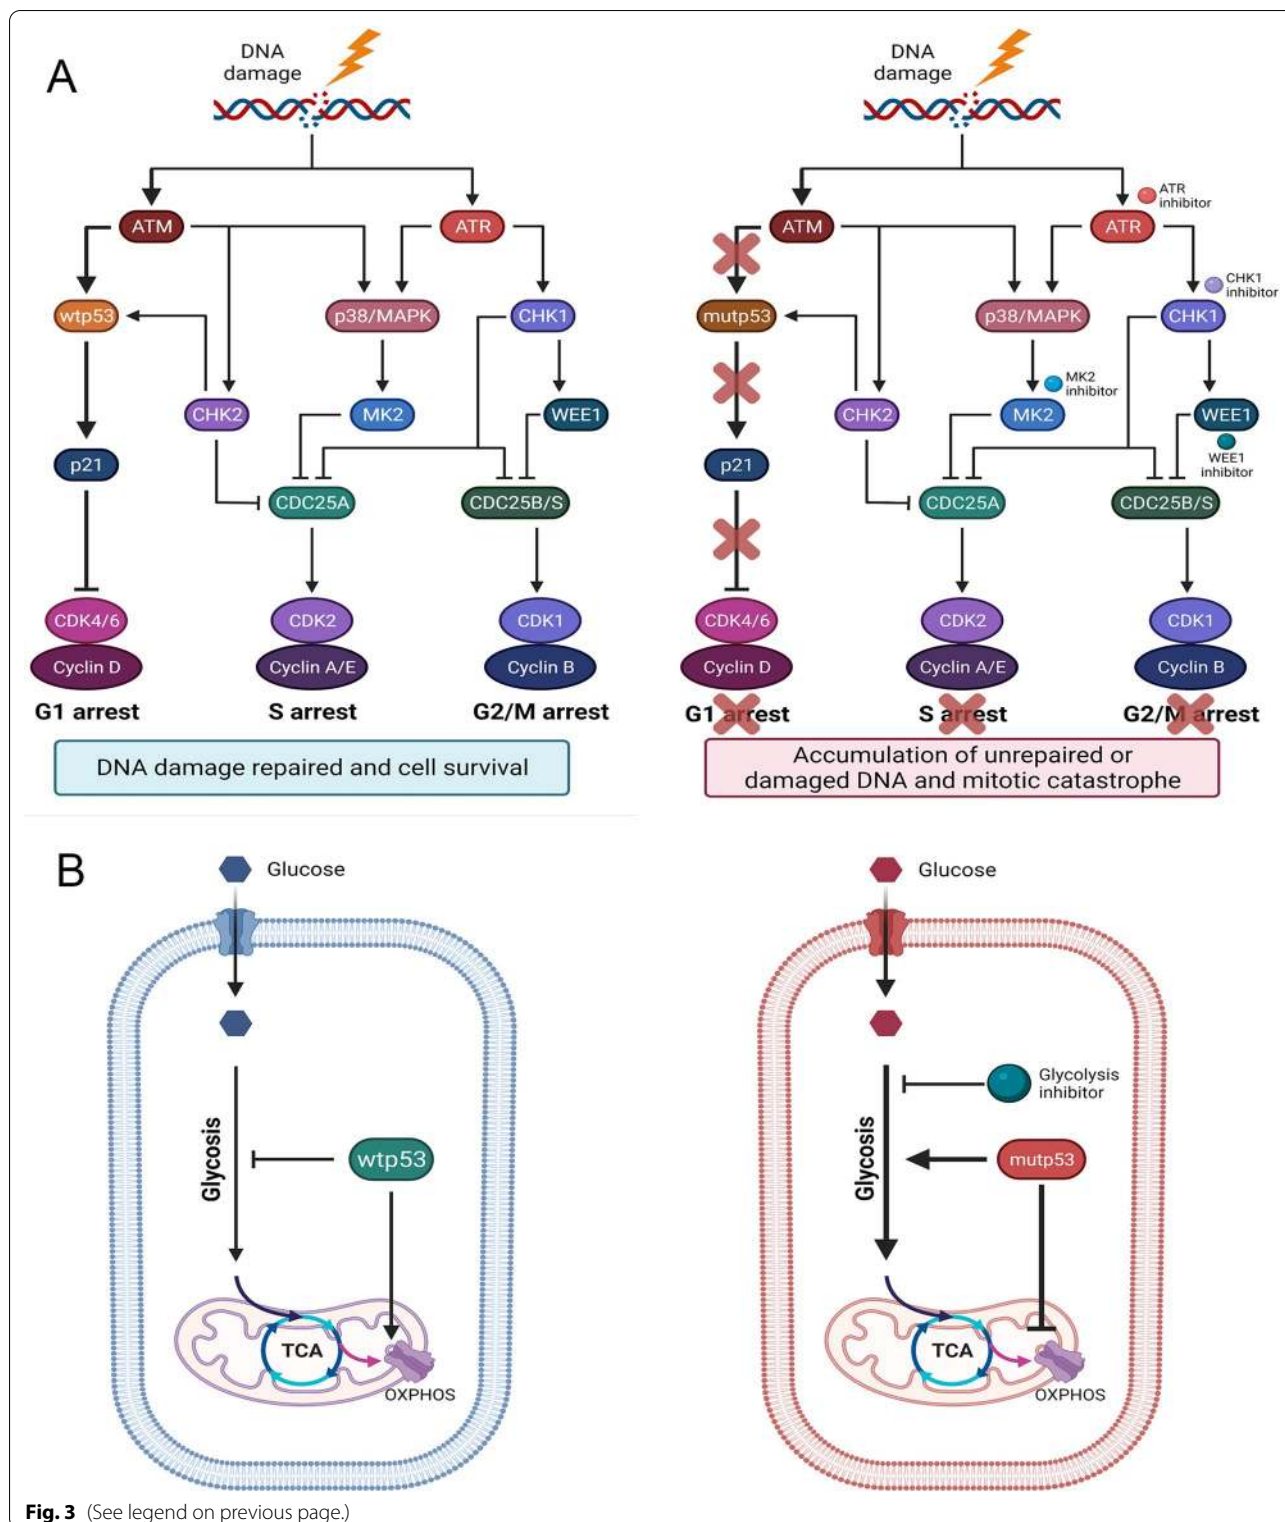 A
DNA
damage
ATM
ATR
wtp53
p38/MAPK
CHK1
CHK2
MK2
WEE1
p21
CDC25A
CDC25B/S
CDK4/6
CDK2
CDK1
Cyclin D
Cyclin A/E
Cyclin B
G1 arrest
S arrest
G2/M arrest
DNA damage repaired and cell survival
DNA
damage
ATR
inhibitor
ATM
ATR
CHK1
inhibitor
mutp53
p38/MAPK
CHK1
MK2
inhibitor
CHK2
MK2
WEE1
WEE1
inhibitor
p21
CDC25A
CDC25B/S
CDK4/6
CDK2
CDK1
Cyclin D
Cyclin A/E
Cyclin B
G1 arrest
S arrest
G2/M arrest
Accumulation of unrepaired or
damaged DNA and mitotic catastrophe
B
Glucose
Glycosis
wtp53
TCA
OXPHOS
Glucose
Glycolysis
inhibitor
Glycosis
mutp53
TCA
OXPHOS
Fig. 3 (See legend on previous page.)